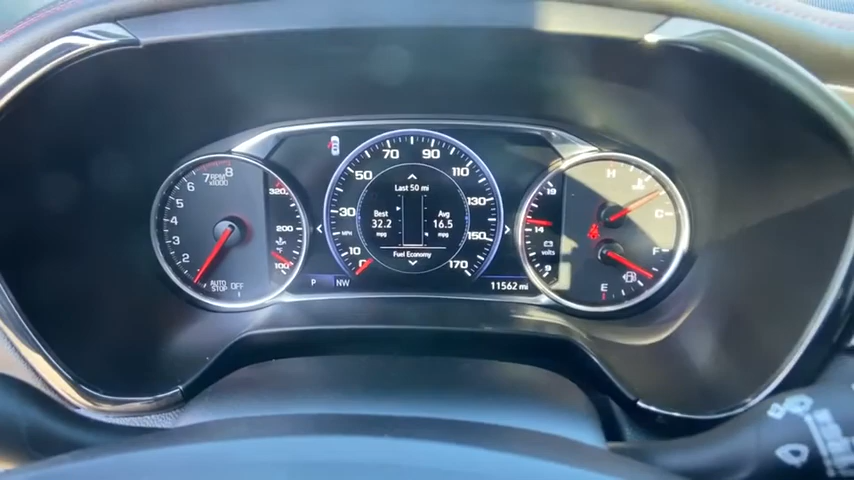 8
7
RPM
x1000
6
5
4
3
2
AUTO
STOP
OFF
320
200
°F
100
10
30
50
70
90
110
130
150
170
0
MPH
Last 50 mi
Best
32.2
mpg
Avg
16.5
mpg
Fuel Economy
P
NW
11562 mi
19
14
volts
9
H
C
F
E